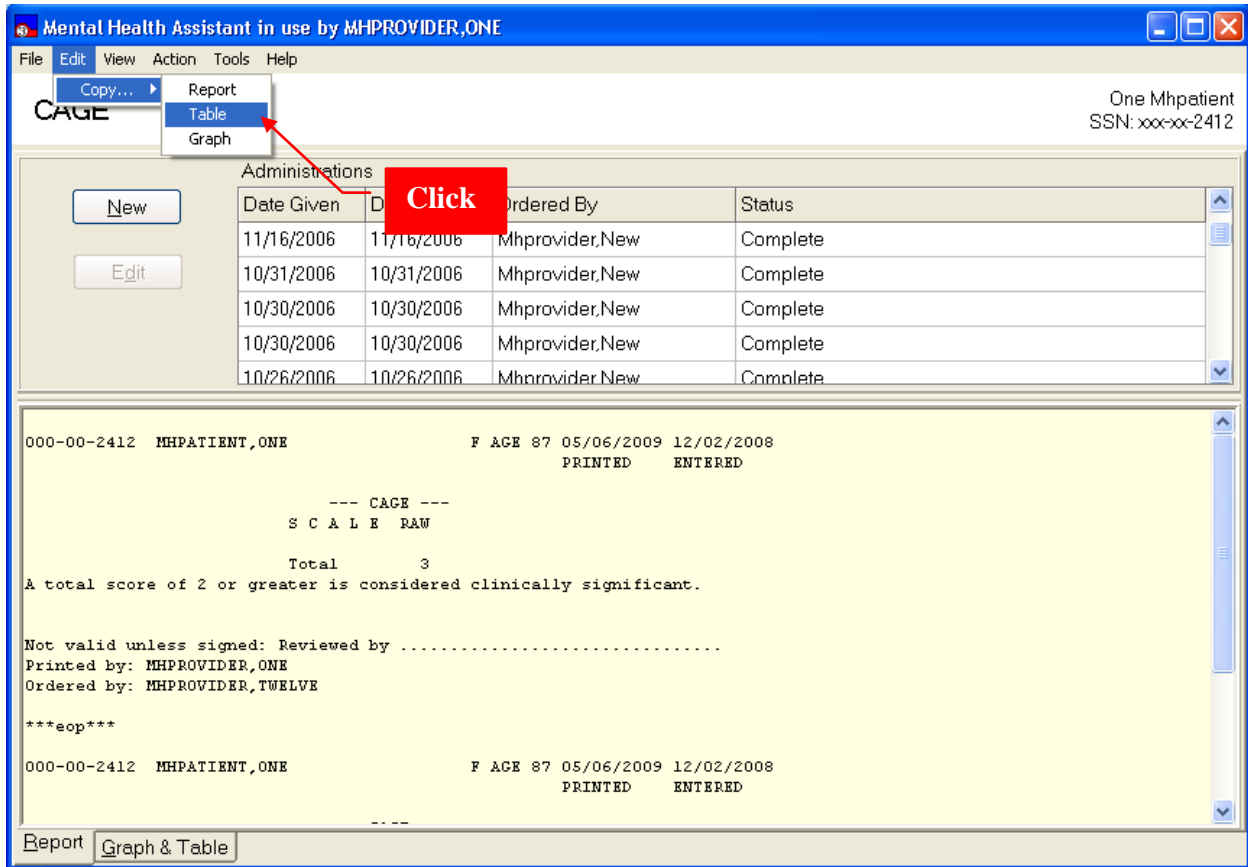 Mental Health Assistant in use by MHPROVIDER,ONE
File Edit View Action Tools Help
Copy...
Report
Table
Graph
CAGE
One Mhpatient
SSN: xxx-xx-2412
Click
New
Edit
Administrations
Date Given D Ordered By Status
11/16/2006 11/16/2006 Mhprovider,New Complete
10/31/2006 10/31/2006 Mhprovider,New Complete
10/30/2006 10/30/2006 Mhprovider,New Complete
10/30/2006 10/30/2006 Mhprovider,New Complete
10/26/2006 10/26/2006 Mhprovider,New Complete
000-00-2412 MHPATIENT,ONE F AGE 87 05/06/2009 12/02/2008
PRINTED ENTERED
--- CAGE ---
S C A L E RAW
Total 3
A total score of 2 or greater is considered clinically significant.
Not valid unless signed: Reviewed by ................................
Printed by: MHPROVIDER,ONE
Ordered by: MHPROVIDER,TWELVE
***eop***
000-00-2412 MHPATIENT,ONE F AGE 87 05/06/2009 12/02/2008
PRINTED ENTERED
Report Graph & Table